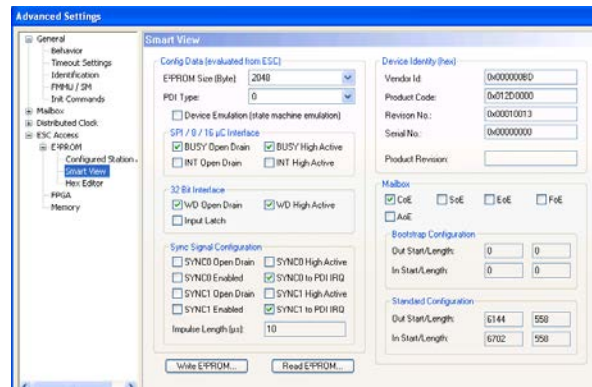 Advanced Settings
General
Behavior
Timeout Settings
Identification
FMMU / SM
Init Commands
Mailbox
Distributed Clock
ESC Access
E²PROM
Configured Station
Smart View
Hex Editor
FPGA
Memory
Smart View
Config Data (evaluated from ESC)
E²PROM Size (Byte): 2048
PDI Type: 0
Device Emulation (state machine emulation)
SPI / 8 / 16 µC Interface
BUSY Open Drain BUSY High Active
INT Open Drain INT High Active
32 Bit Interface
WD Open Drain WD High Active
Input Latch
Sync Signal Configuration
SYNC0 Open Drain SYNC0 High Active
SYNC0 Enabled SYNC0 to PDI IRQ
SYNC1 Open Drain SYNC1 High Active
SYNC1 Enabled SYNC1 to PDI IRQ
Impulse Length (µs): 10
Write E²PROM... Read E²PROM...
Device Identity (hex)
Vendor Id: 0x000000BD
Product Code: 0x012D0000
Revison No.: 0x00010013
Serial No.: 0x00000000
Product Revision:
Mailbox
CoE SoE EoE FoE
AoE
Bootstrap Configuration
Out Start/Length: 0 0
In Start/Length: 0 0
Standard Configuration
Out Start/Length: 6144 558
In Start/Length: 6702 558